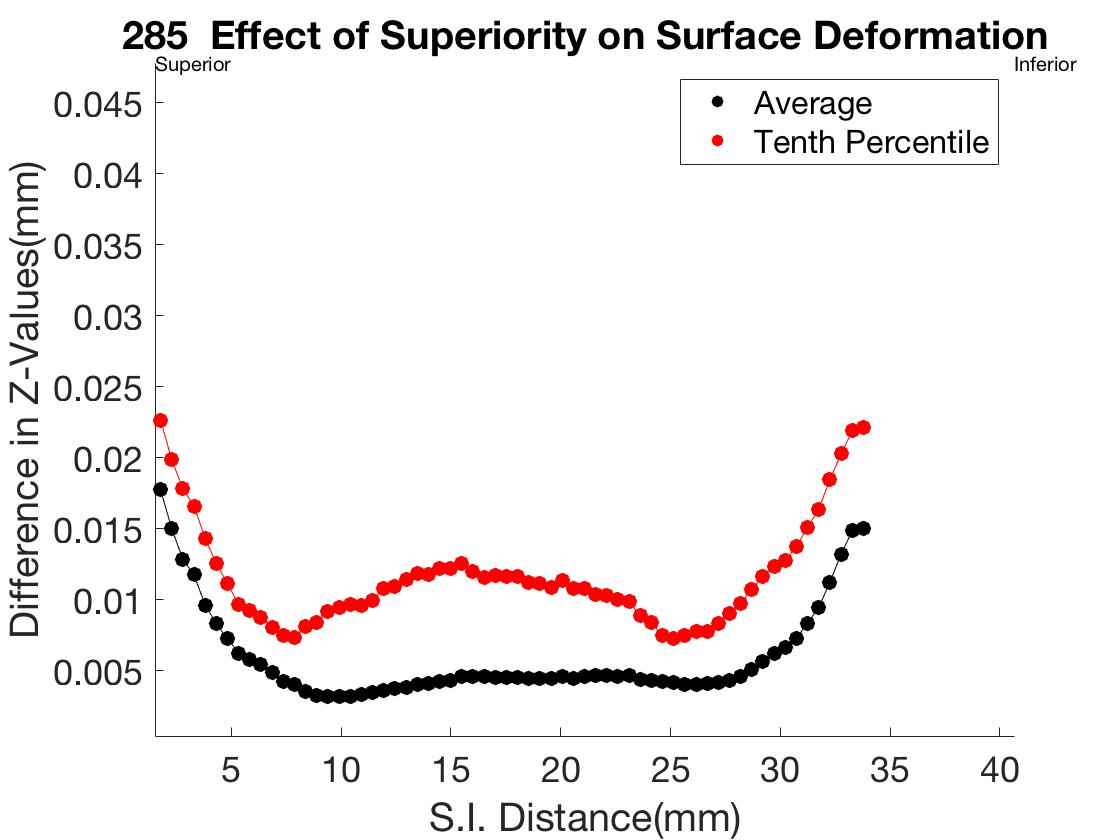 285 Effect of Superiority on Surface Deformation
Superior
Inferior
Average
Tenth Percentile
0.045
0.04
0.035
0.03
0.025
0.02
0.015
0.01
0.005
Difference in Z-Values(mm)
5 10 15 20 25 30 35 40
S.I. Distance(mm)